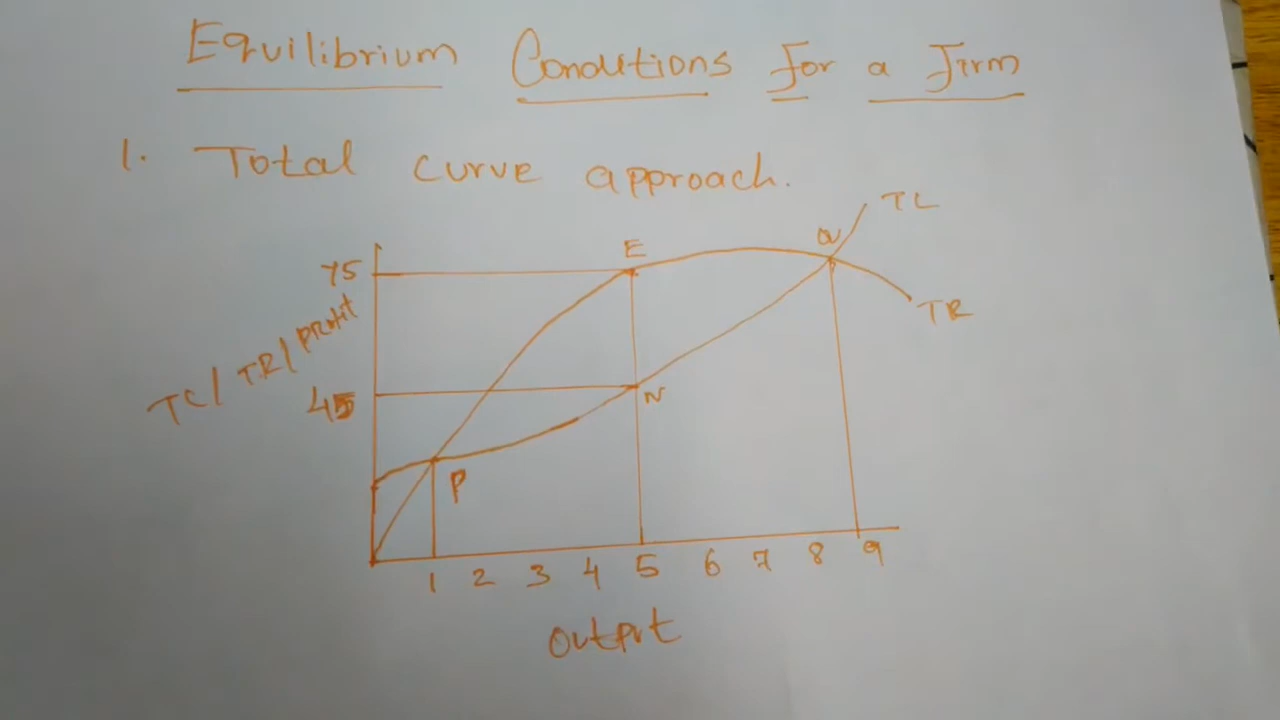 Equilibrium Conditions For a Firm
1. Total curve approach.
TC
Q
E
75
TR
TC/ TR/ Profit
45
N
P
1 2 3 4 5 6 7 8 9
Output